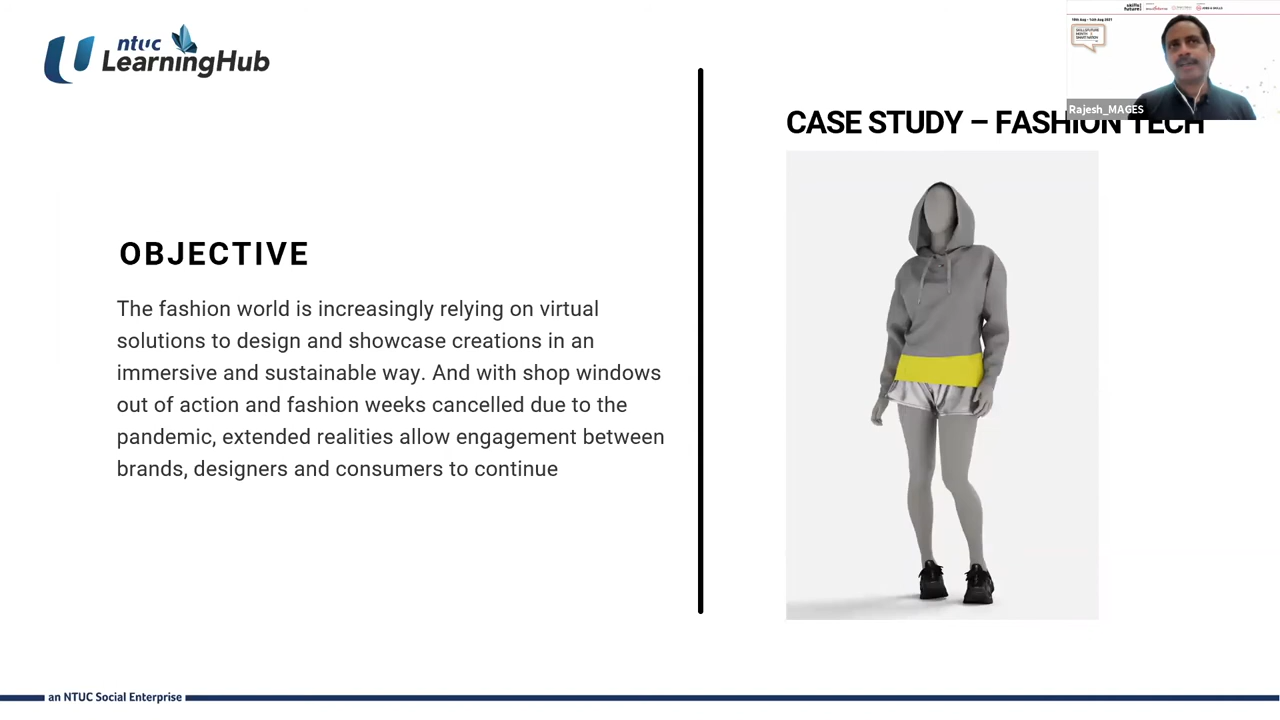 ntuc
LearningHub
CASE STUDY – FASHION TECH
Rajesh_MAGES
OBJECTIVE
The fashion world is increasingly relying on virtual
solutions to design and showcase creations in an
immersive and sustainable way. And with shop windows
out of action and fashion weeks cancelled due to the
pandemic, extended realities allow engagement between
brands, designers and consumers to continue
an NTUC Social Enterprise